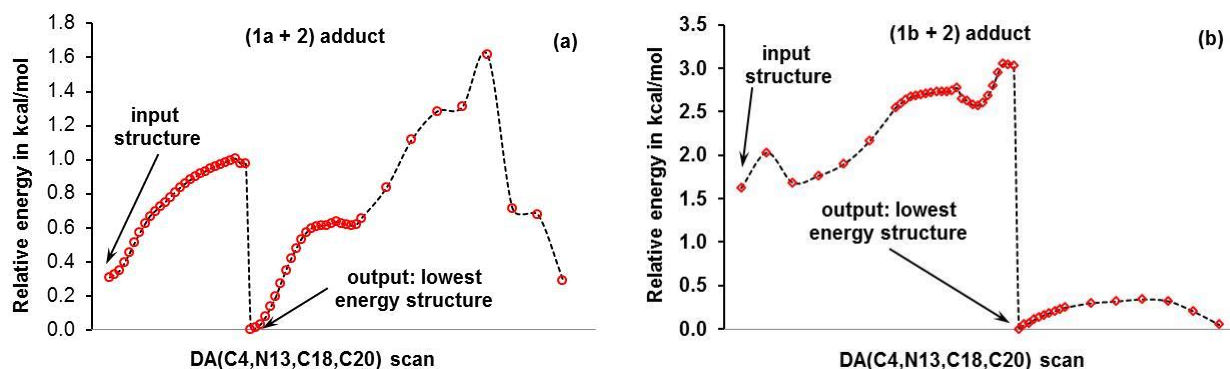 1.8
1.6
1.4
1.2
1.0
0.8
0.6
0.4
0.2
0.0
Relative energy in kcal/mol
(1a + 2) adduct
(a)
input
structure
output: lowest
energy structure
DA(C4,N13,C18,C20) scan
3.5
3.0
2.5
2.0
1.5
1.0
0.5
0.0
Relative energy in kcal/mol
(1b + 2) adduct
(b)
input
structure
output: lowest
energy structure
DA(C4,N13,C18,C20) scan